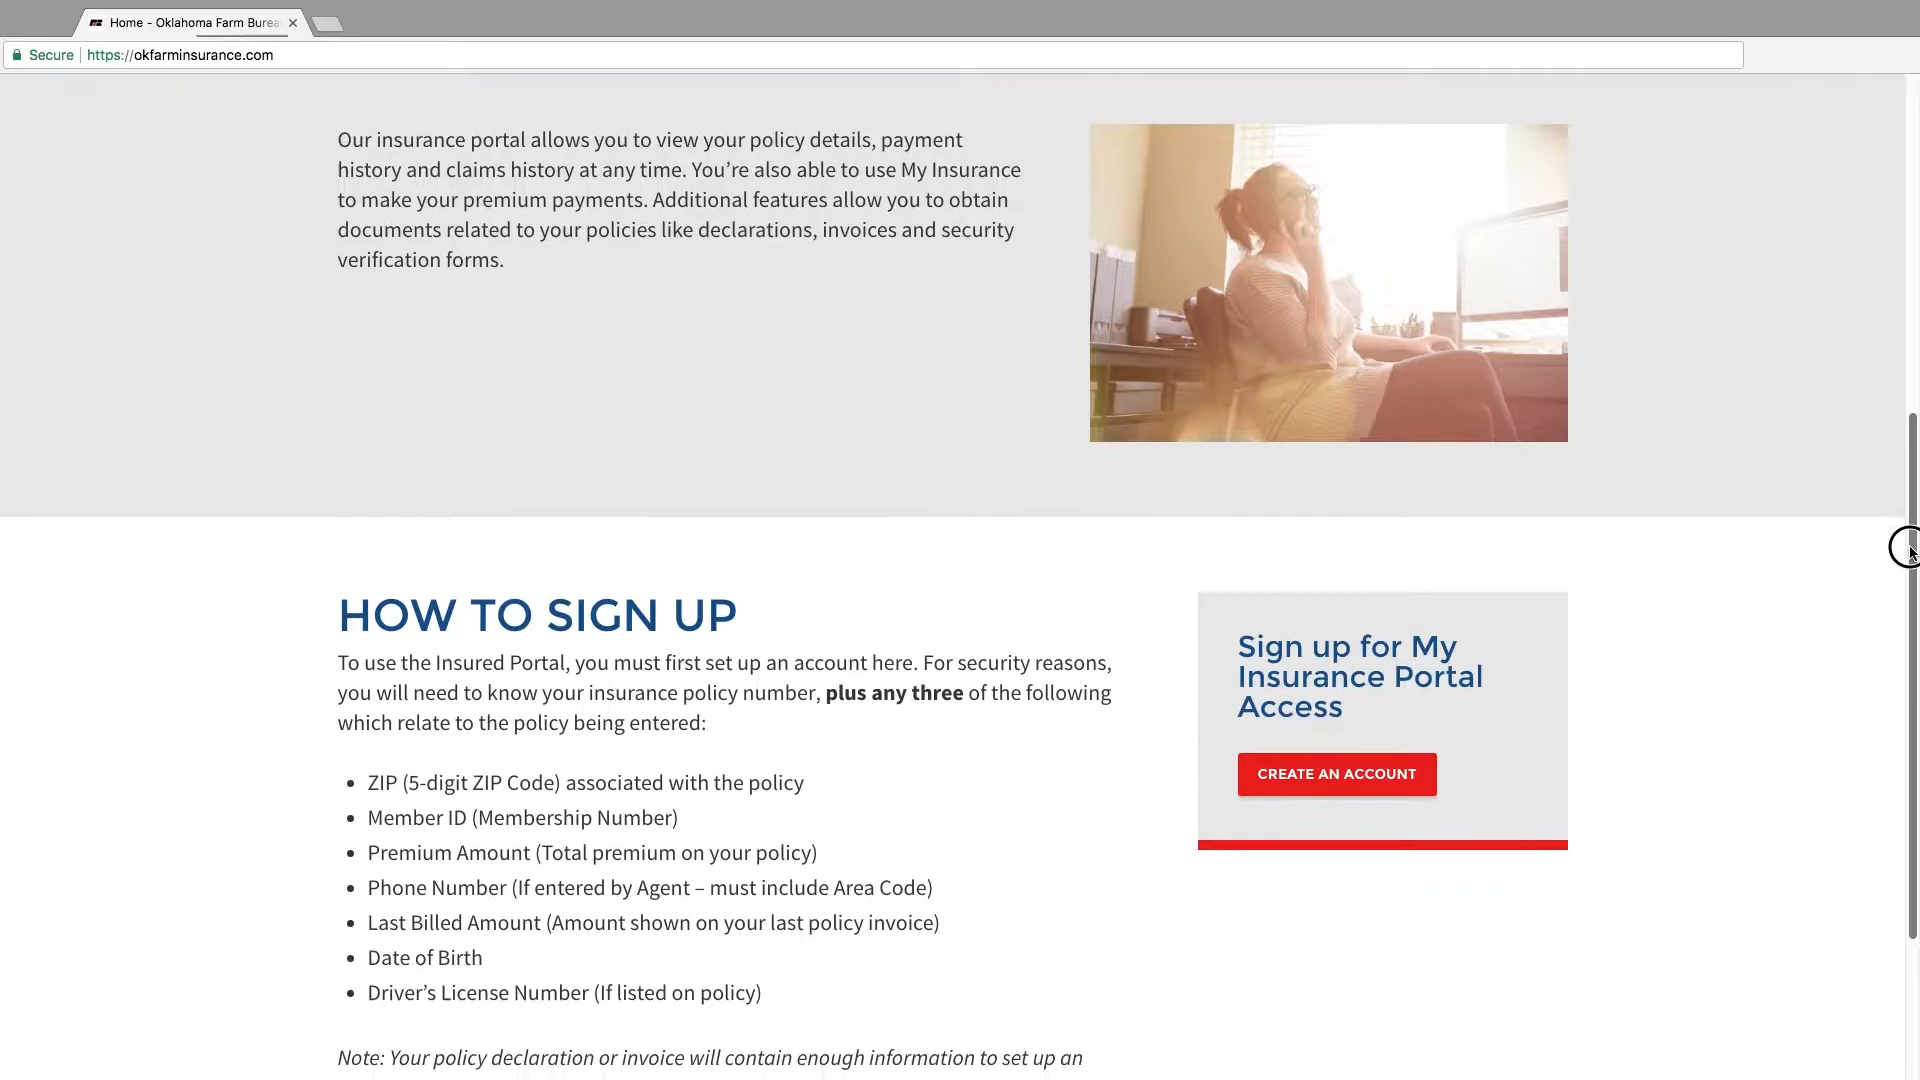 Home - Oklahoma Farm Burea
Secure https://okfarminsurance.com
Our insurance portal allows you to view your policy details, payment
history and claims history at any time. You’re also able to use My Insurance
to make your premium payments. Additional features allow you to obtain
documents related to your policies like declarations, invoices and security
verification forms.
HOW TO SIGN UP
To use the Insured Portal, you must first set up an account here. For security reasons,
you will need to know your insurance policy number, plus any three of the following
which relate to the policy being entered:
• ZIP (5-digit ZIP Code) associated with the policy
• Member ID (Membership Number)
• Premium Amount (Total premium on your policy)
• Phone Number (If entered by Agent – must include Area Code)
• Last Billed Amount (Amount shown on your last policy invoice)
• Date of Birth
• Driver’s License Number (If listed on policy)
Note: Your policy declaration or invoice will contain enough information to set up an
Sign up for My
Insurance Portal
Access
CREATE AN ACCOUNT